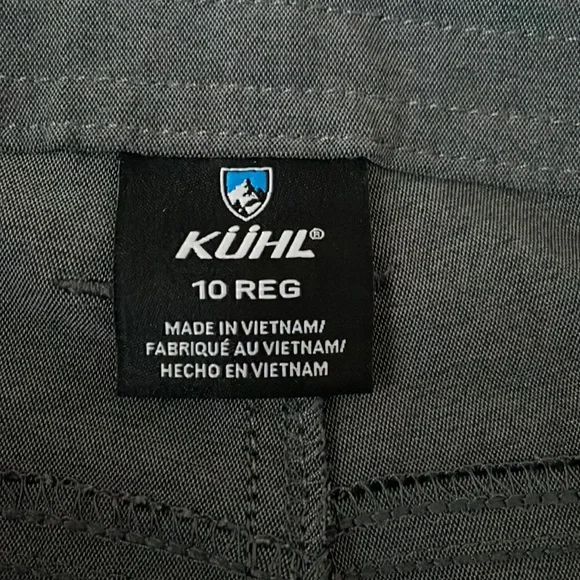 KÜHL®
10 REG
MADE IN VIETNAM/
FABRIQUÉ AU VIETNAM/
HECHO EN VIETNAM